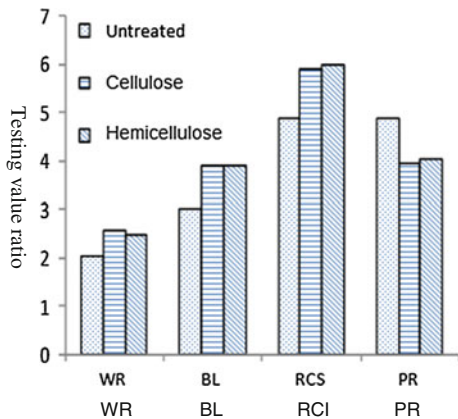 7
6
5
4
3
2
1
0
Testing value ratio
Untreated
Cellulose
Hemicellulose
WR BL RCS PR
WR BL RCI PR